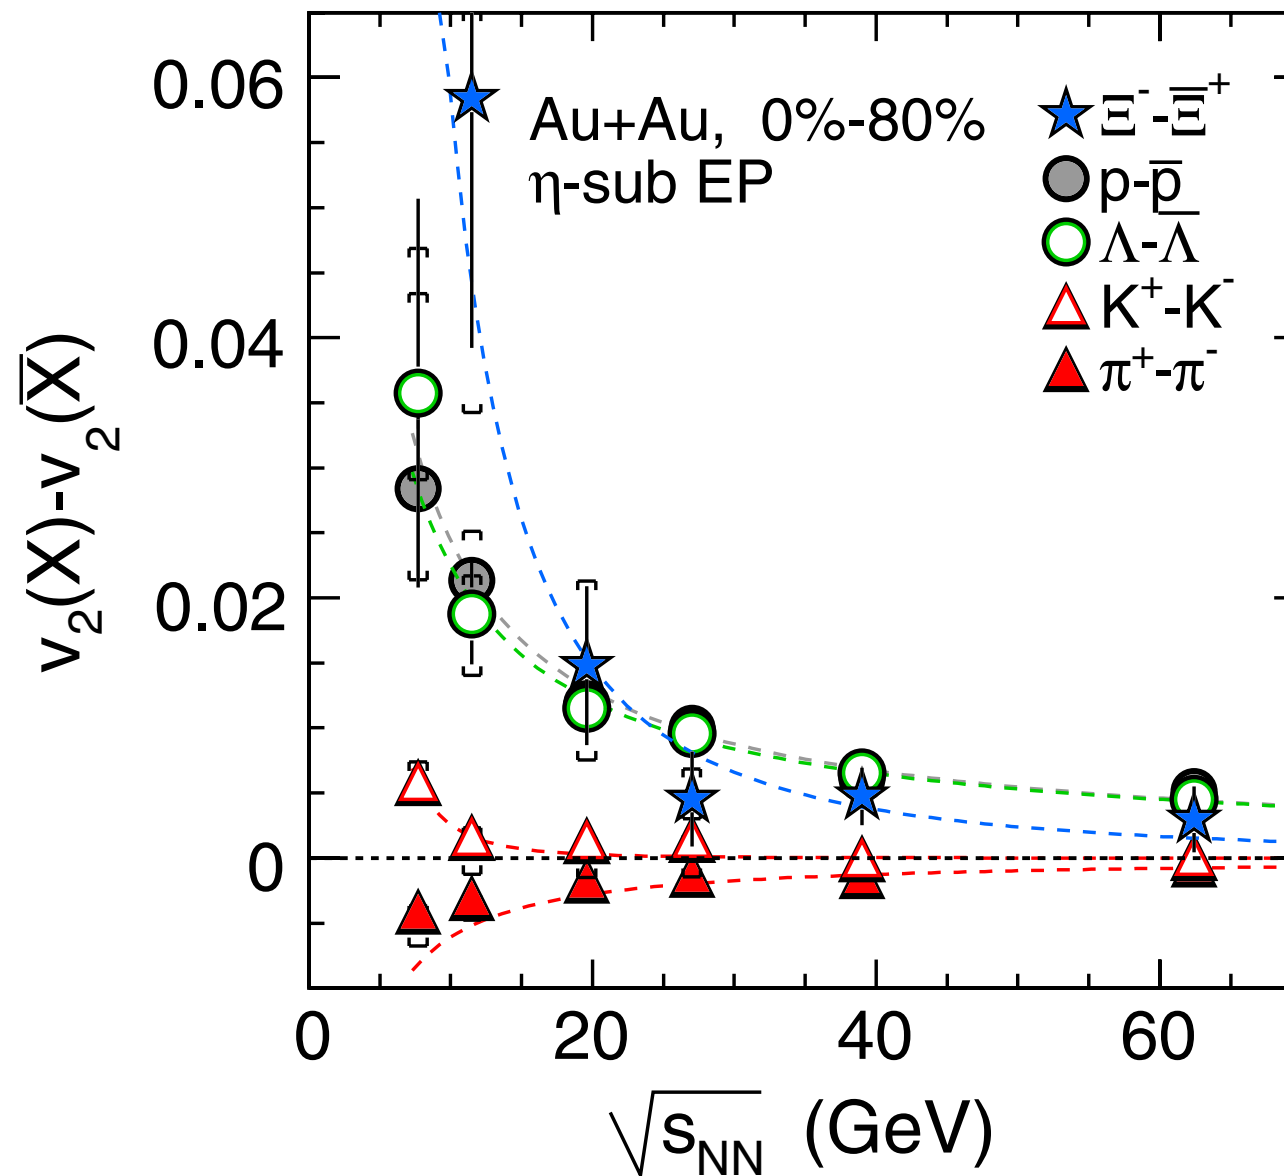 0.06
0.04
0.02
0
v₂(X)-v₂(X̅)
Au+Au, 0%-80%
η-sub EP
Ξ⁻-Ξ̅⁺
p-p̅
Λ-Λ̅
K⁺-K⁻
π⁺-π⁻
0 20 40 60
√s_NN (GeV)